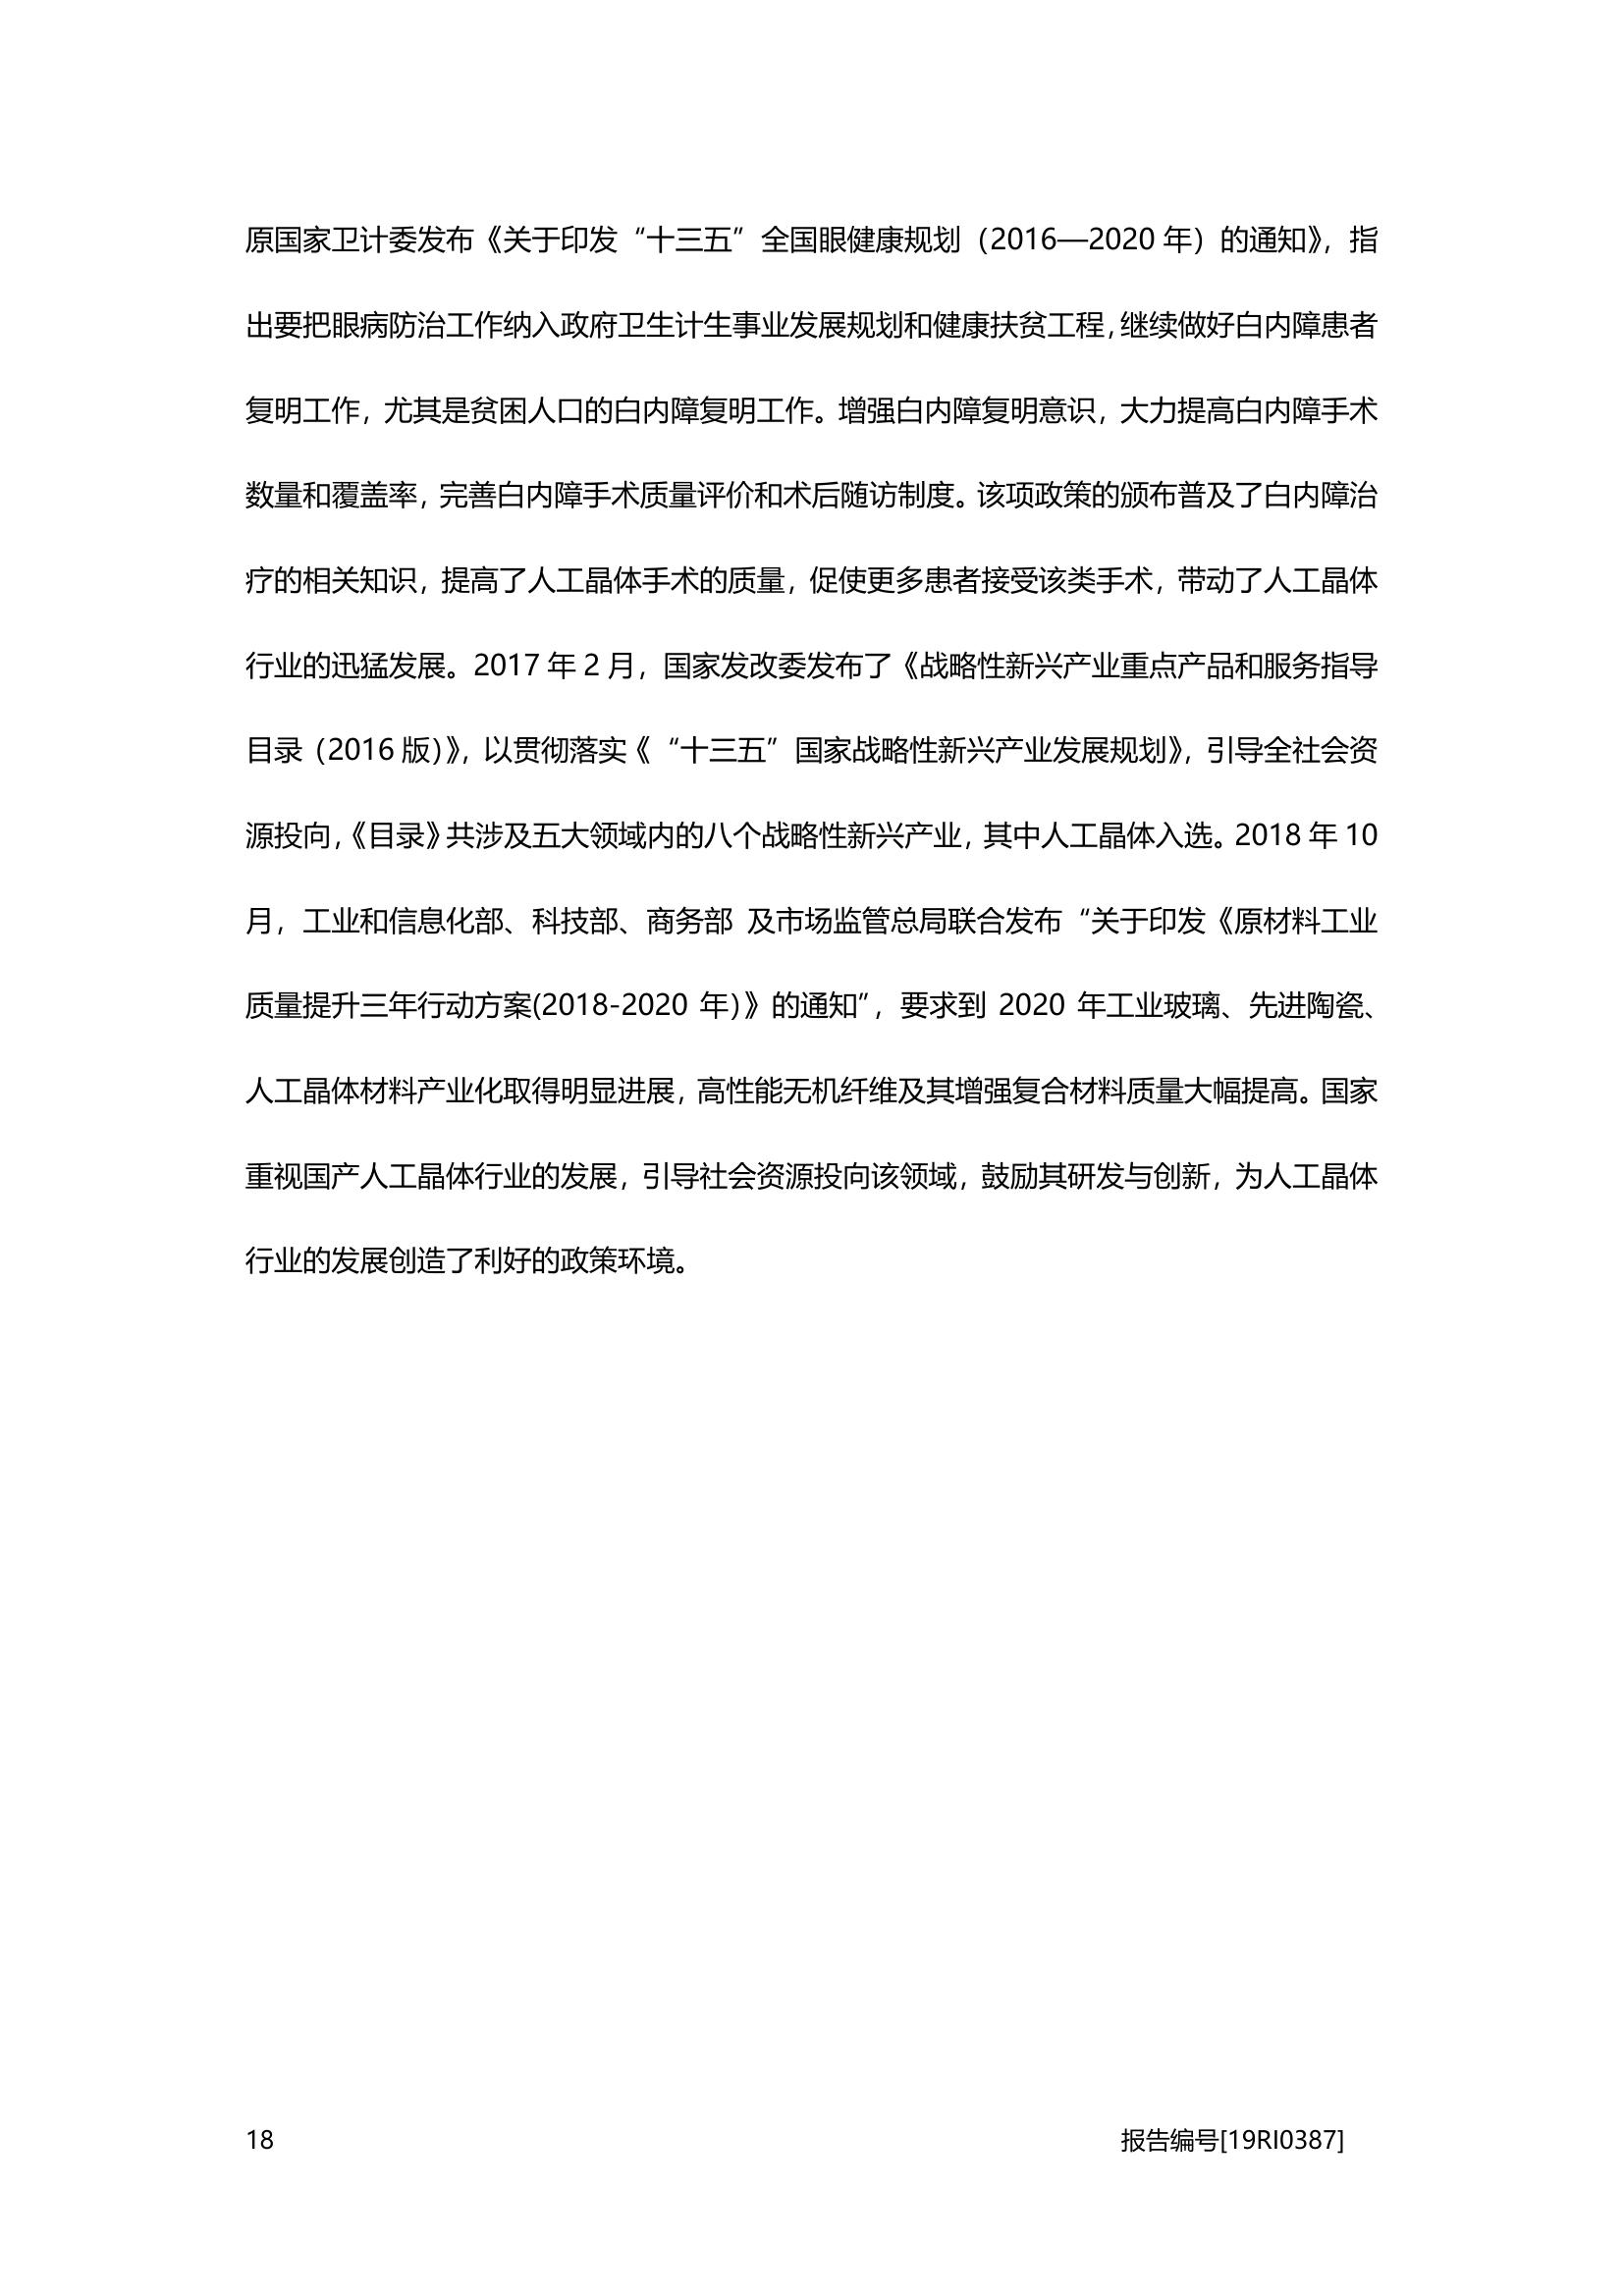 原国家卫计委发布《关于印发“十三五”全国眼健康规划（2016—2020 年）的通知》，指
出要把眼病防治工作纳入政府卫生计生事业发展规划和健康扶贫工程，继续做好白内障患者
复明工作，尤其是贫困人口的白内障复明工作。增强白内障复明意识，大力提高白内障手术
数量和覆盖率，完善白内障手术质量评价和术后随访制度。该项政策的颁布普及了白内障治
疗的相关知识，提高了人工晶体手术的质量，促使更多患者接受该类手术，带动了人工晶体
行业的迅猛发展。2017 年 2 月，国家发改委发布了《战略性新兴产业重点产品和服务指导
目录（2016 版）》，以贯彻落实《“十三五”国家战略性新兴产业发展规划》，引导全社会资
源投向，《目录》共涉及五大领域内的八个战略性新兴产业，其中人工晶体入选。2018 年 10
月，工业和信息化部、科技部、商务部 及市场监管总局联合发布“关于印发《原材料工业
质量提升三年行动方案(2018-2020 年)》的通知”，要求到 2020 年工业玻璃、先进陶瓷、
人工晶体材料产业化取得明显进展，高性能无机纤维及其增强复合材料质量大幅提高。国家
重视国产人工晶体行业的发展，引导社会资源投向该领域，鼓励其研发与创新，为人工晶体
行业的发展创造了利好的政策环境。
18 报告编号[19RI0387]